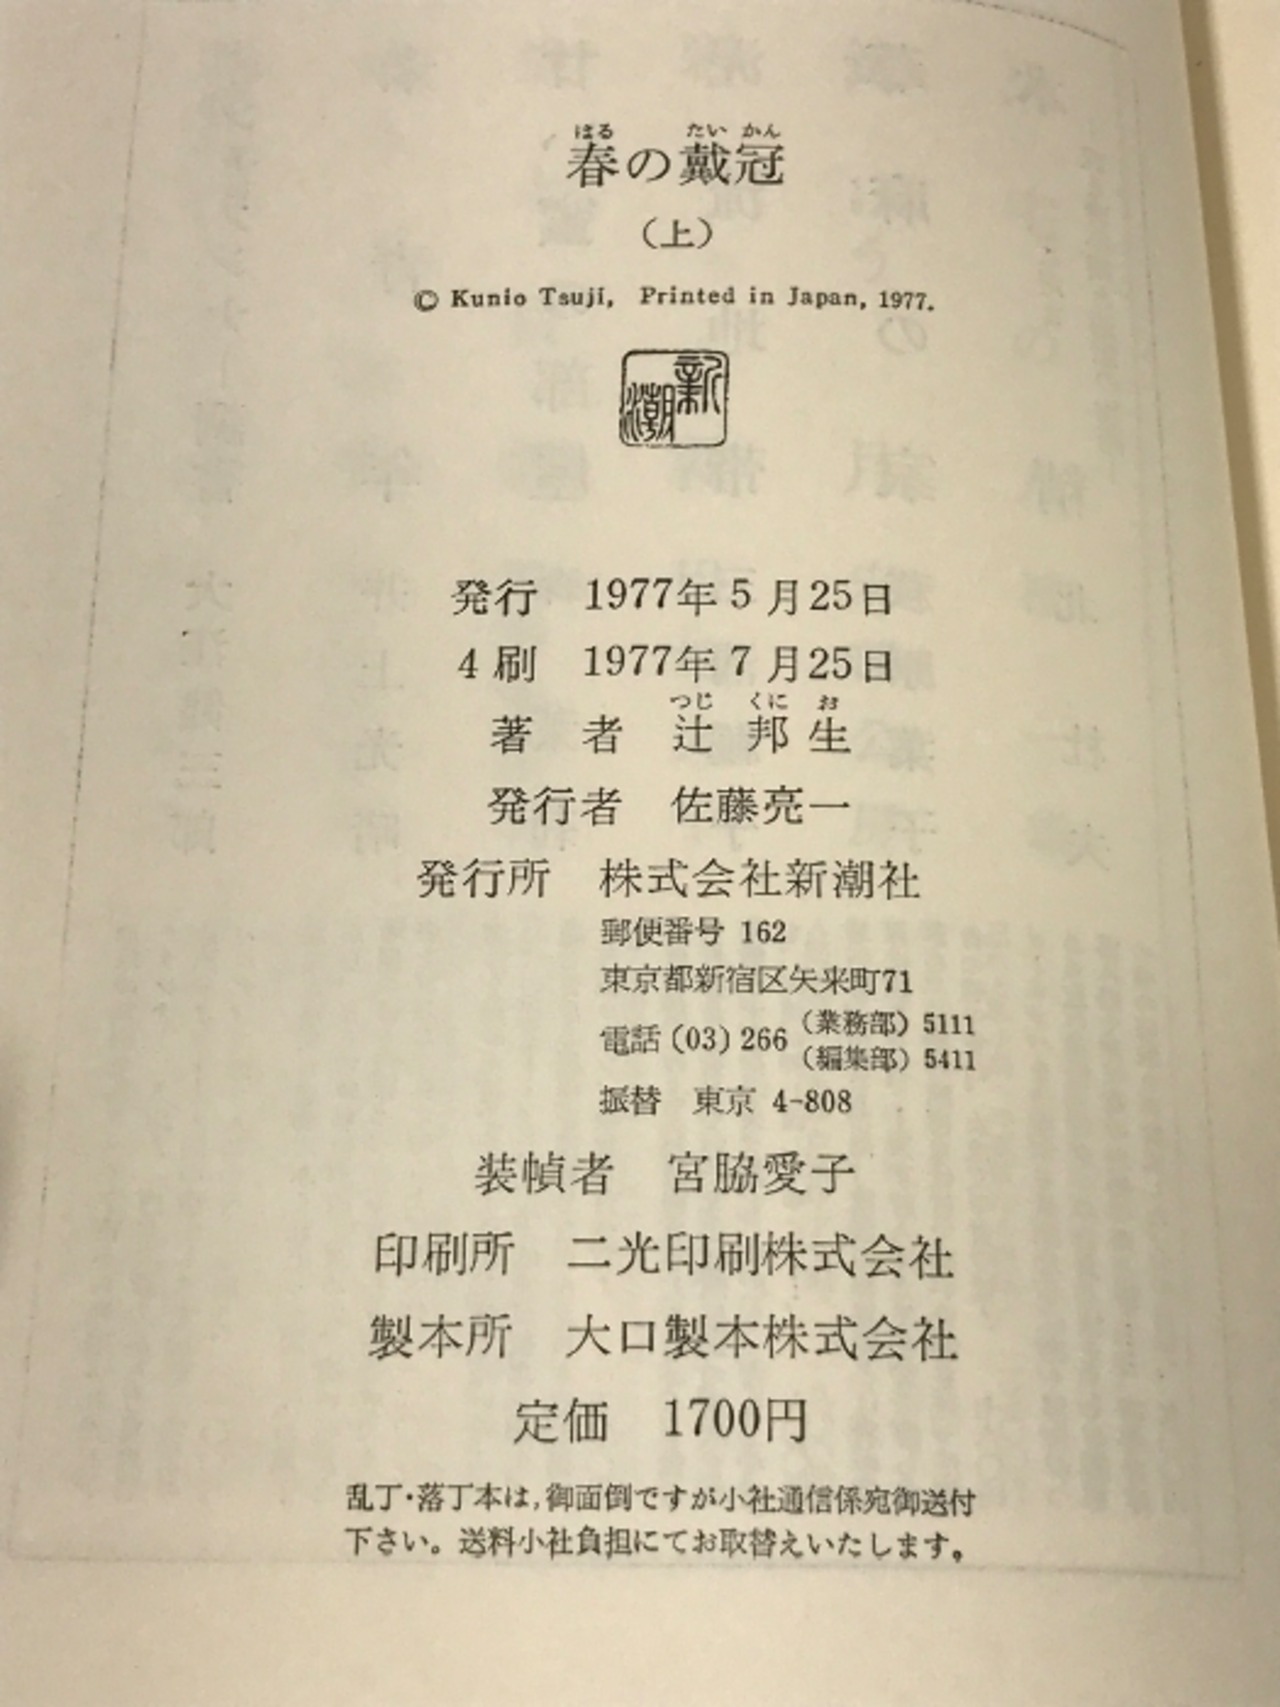 はる たいかん
春の戴冠
(上)
© Kunio Tsuji, Printed in Japan, 1977.
新潮
発行 1977年5月25日
4刷 1977年7月25日
つじ くに お
著者 辻邦生
発行者 佐藤亮一
発行所 株式会社新潮社
郵便番号 162
東京都新宿区矢来町71
電話(03)266(業務部)5111
(編集部)5411
振替 東京 4-808
装幀者 宮脇愛子
印刷所 二光印刷株式会社
製本所 大口製本株式会社
定価 1700円
乱丁・落丁本は,御面倒ですが小社通信係宛御送付
下さい。送料小社負担にてお取替えいたします。